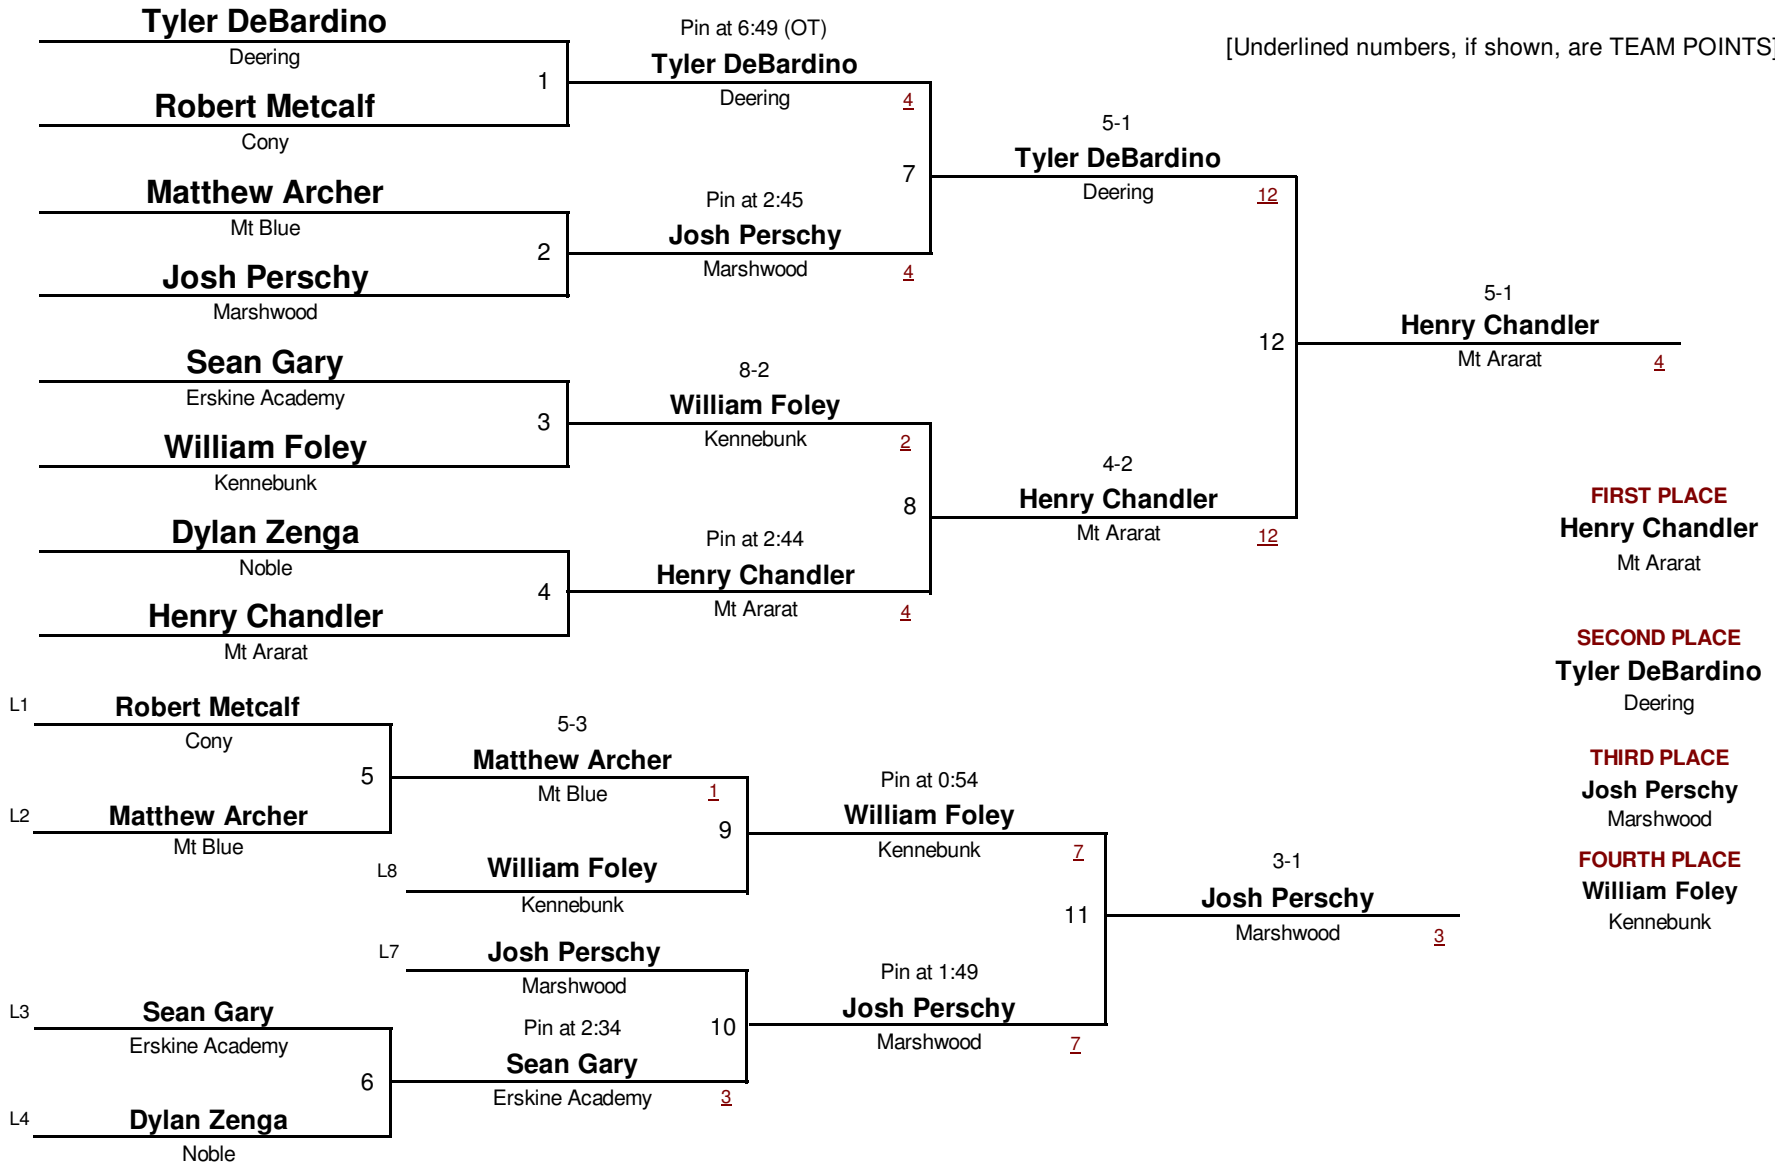 Tyler DeBardino
Deering
1
Robert Metcalf
Cony
Pin at 6:49 (OT)
Tyler DeBardino
Deering
4
[Underlined numbers, if shown, are TEAM POINTS]
Matthew Archer
Mt Blue
2
Josh Perschy
Marshwood
Pin at 2:45
Josh Perschy
Marshwood
4
7
5-1
Tyler DeBardino
Deering
12
Sean Gary
Erskine Academy
3
William Foley
Kennebunk
8-2
William Foley
Kennebunk
2
Dylan Zenga
Noble
4
Henry Chandler
Mt Ararat
Pin at 2:44
Henry Chandler
Mt Ararat
4
8
4-2
Henry Chandler
Mt Ararat
12
12
5-1
Henry Chandler
Mt Ararat
4
FIRST PLACE
Henry Chandler
Mt Ararat
SECOND PLACE
Tyler DeBardino
Deering
THIRD PLACE
Josh Perschy
Marshwood
FOURTH PLACE
William Foley
Kennebunk
L1
Robert Metcalf
Cony
5
L2
Matthew Archer
Mt Blue
5-3
Matthew Archer
Mt Blue
1
9
L8
William Foley
Kennebunk
Pin at 0:54
William Foley
Kennebunk
7
L7
Josh Perschy
Marshwood
10
L3
Sean Gary
Erskine Academy
6
L4
Dylan Zenga
Noble
Pin at 2:34
Sean Gary
Erskine Academy
3
Pin at 1:49
Josh Perschy
Marshwood
7
11
3-1
Josh Perschy
Marshwood
3